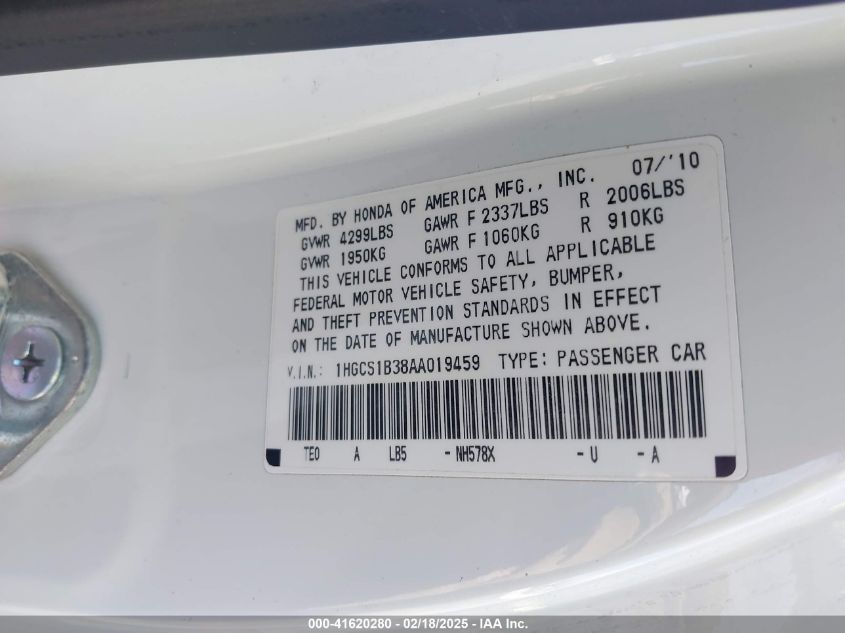 07/'10
MFD. BY HONDA OF AMERICA MFG., INC.
GVWR 4299LBS GAWR F 2337LBS R 2006LBS
GVWR 1950KG GAWR F 1060KG R 910KG
THIS VEHICLE CONFORMS TO ALL APPLICABLE
FEDERAL MOTOR VEHICLE SAFETY, BUMPER,
AND THEFT PREVENTION STANDARDS IN EFFECT
ON THE DATE OF MANUFACTURE SHOWN ABOVE.
V.I.N.: 1HGCS1B38AA019459 TYPE: PASSENGER CAR
TE0 A LB5 -NH578X -U -A
000-41620280 - 02/18/2025 - IAA Inc.